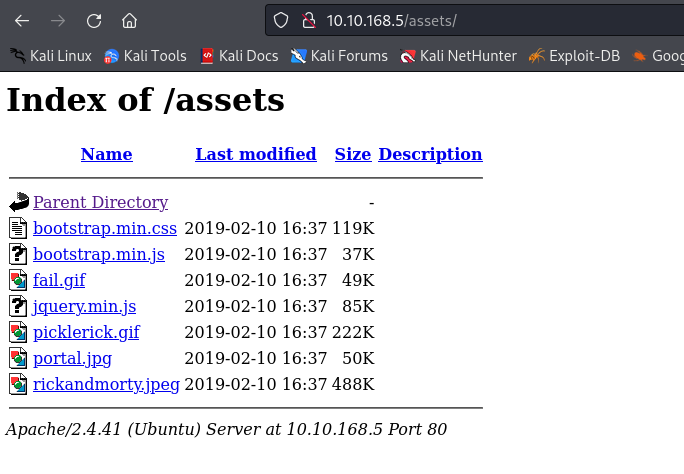 10.10.168.5/assets/
Kali Linux Kali Tools Kali Docs Kali Forums Kali NetHunter Exploit-DB Goog
Index of /assets
Name Last modified Size Description
Parent Directory -
bootstrap.min.css 2019-02-10 16:37 119K
bootstrap.min.js 2019-02-10 16:37 37K
fail.gif 2019-02-10 16:37 49K
jquery.min.js 2019-02-10 16:37 85K
picklerick.gif 2019-02-10 16:37 222K
portal.jpg 2019-02-10 16:37 50K
rickandmorty.jpeg 2019-02-10 16:37 488K
Apache/2.4.41 (Ubuntu) Server at 10.10.168.5 Port 80